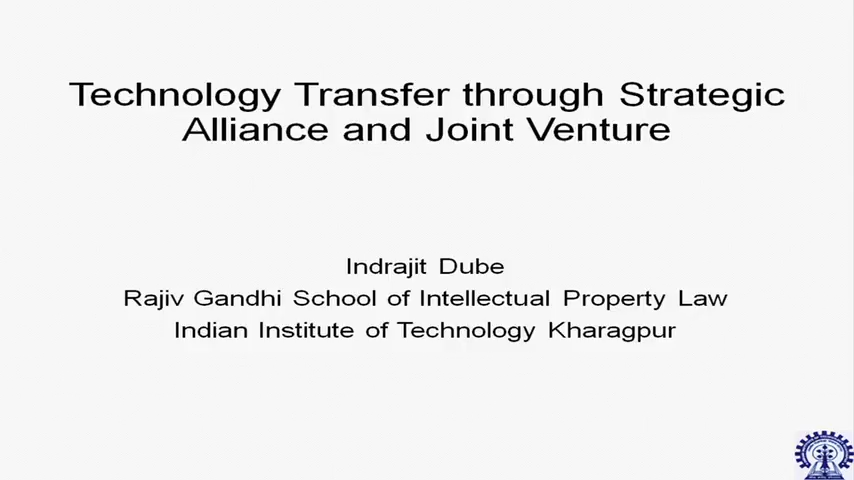 Technology Transfer through Strategic
Alliance and Joint Venture
Indrajit Dube
Rajiv Gandhi School of Intellectual Property Law
Indian Institute of Technology Kharagpur